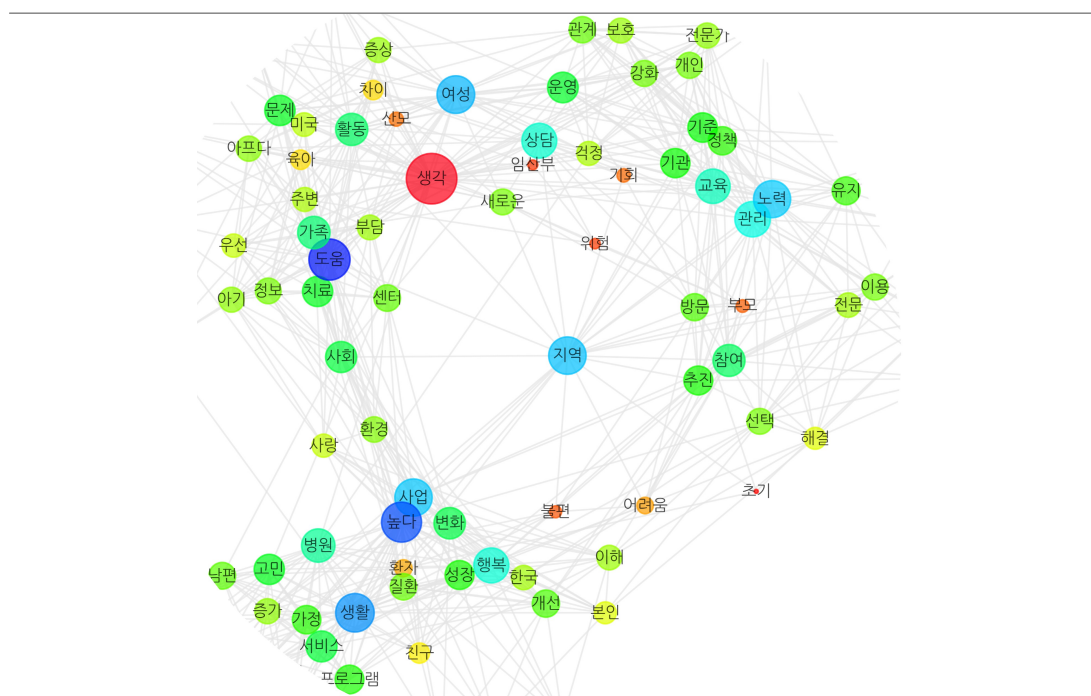 관계
보호
전문가
증상
강화
개인
차이
여성
운영
문제
산모
미국
활동
기준
아프다
상담
정책
육아
임산부
걱정
기관
생각
기회
교육
주변
새로운
노력
유지
가족
부담
관리
우선
도움
위험
아기
정보
치료
센터
방문
부모
이용
전문
사회
지역
참여
추진
환경
선택
사랑
해결
사업
초기
높다
변화
불편
어려움
병원
남편
고민
환자
행복
이해
질환
성장
한국
증가
가정
생활
개선
본인
서비스
친구
프로그램